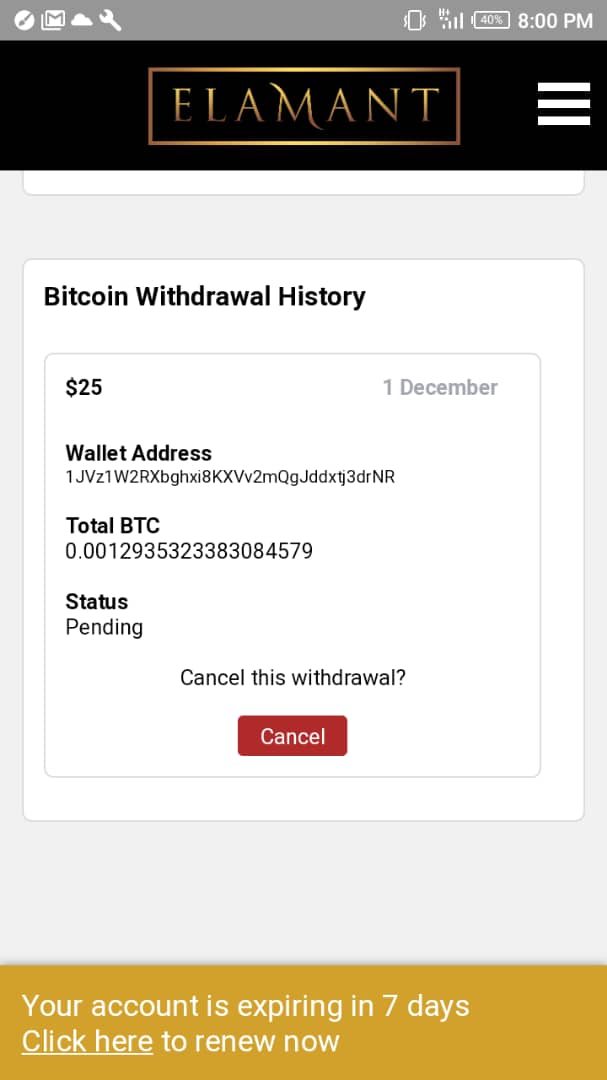 40% 8:00 PM
ELAMANT
Bitcoin Withdrawal History
$25 1 December
Wallet Address
1JVz1W2RXbghxi8KXVv2mQgJddxtj3drNR
Total BTC
0.0012935323383084579
Status
Pending
Cancel this withdrawal?
Cancel
Your account is expiring in 7 days
Click here to renew now